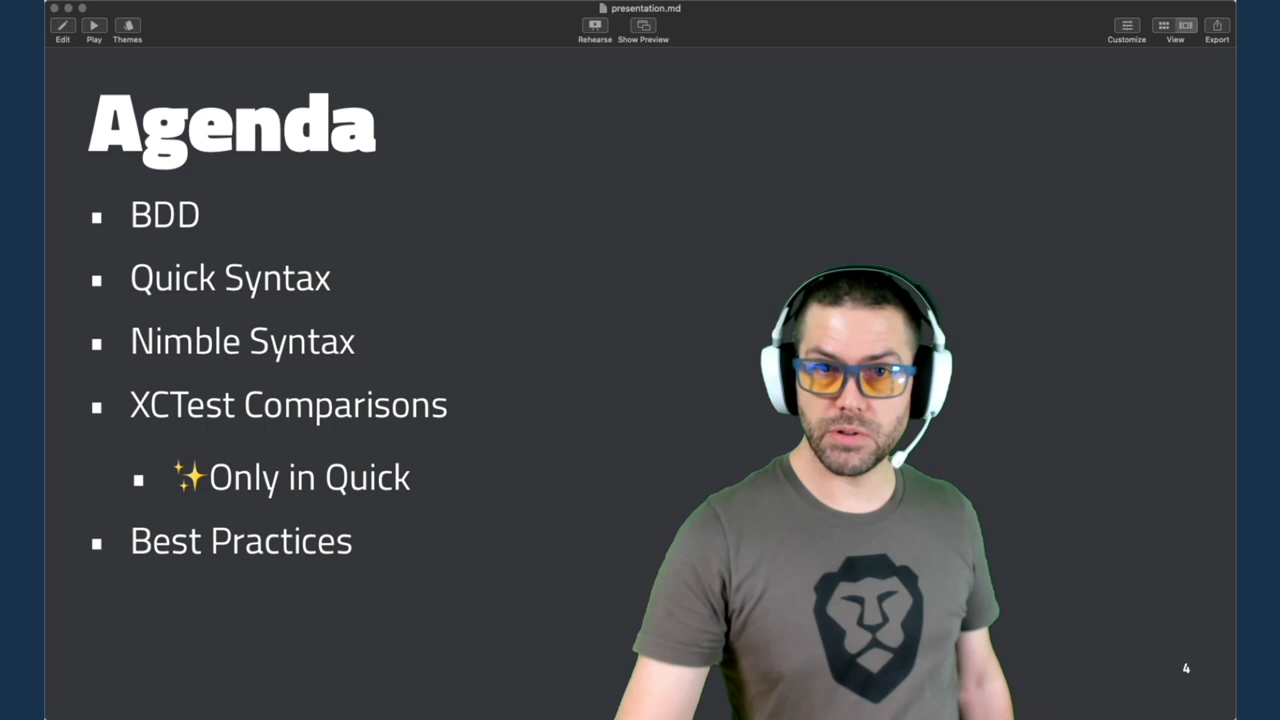 presentation.md
Edit Play Themes Rehearse Show Preview Customize View Export
Agenda
BDD
Quick Syntax
Nimble Syntax
XCTest Comparisons
✨Only in Quick
Best Practices
4